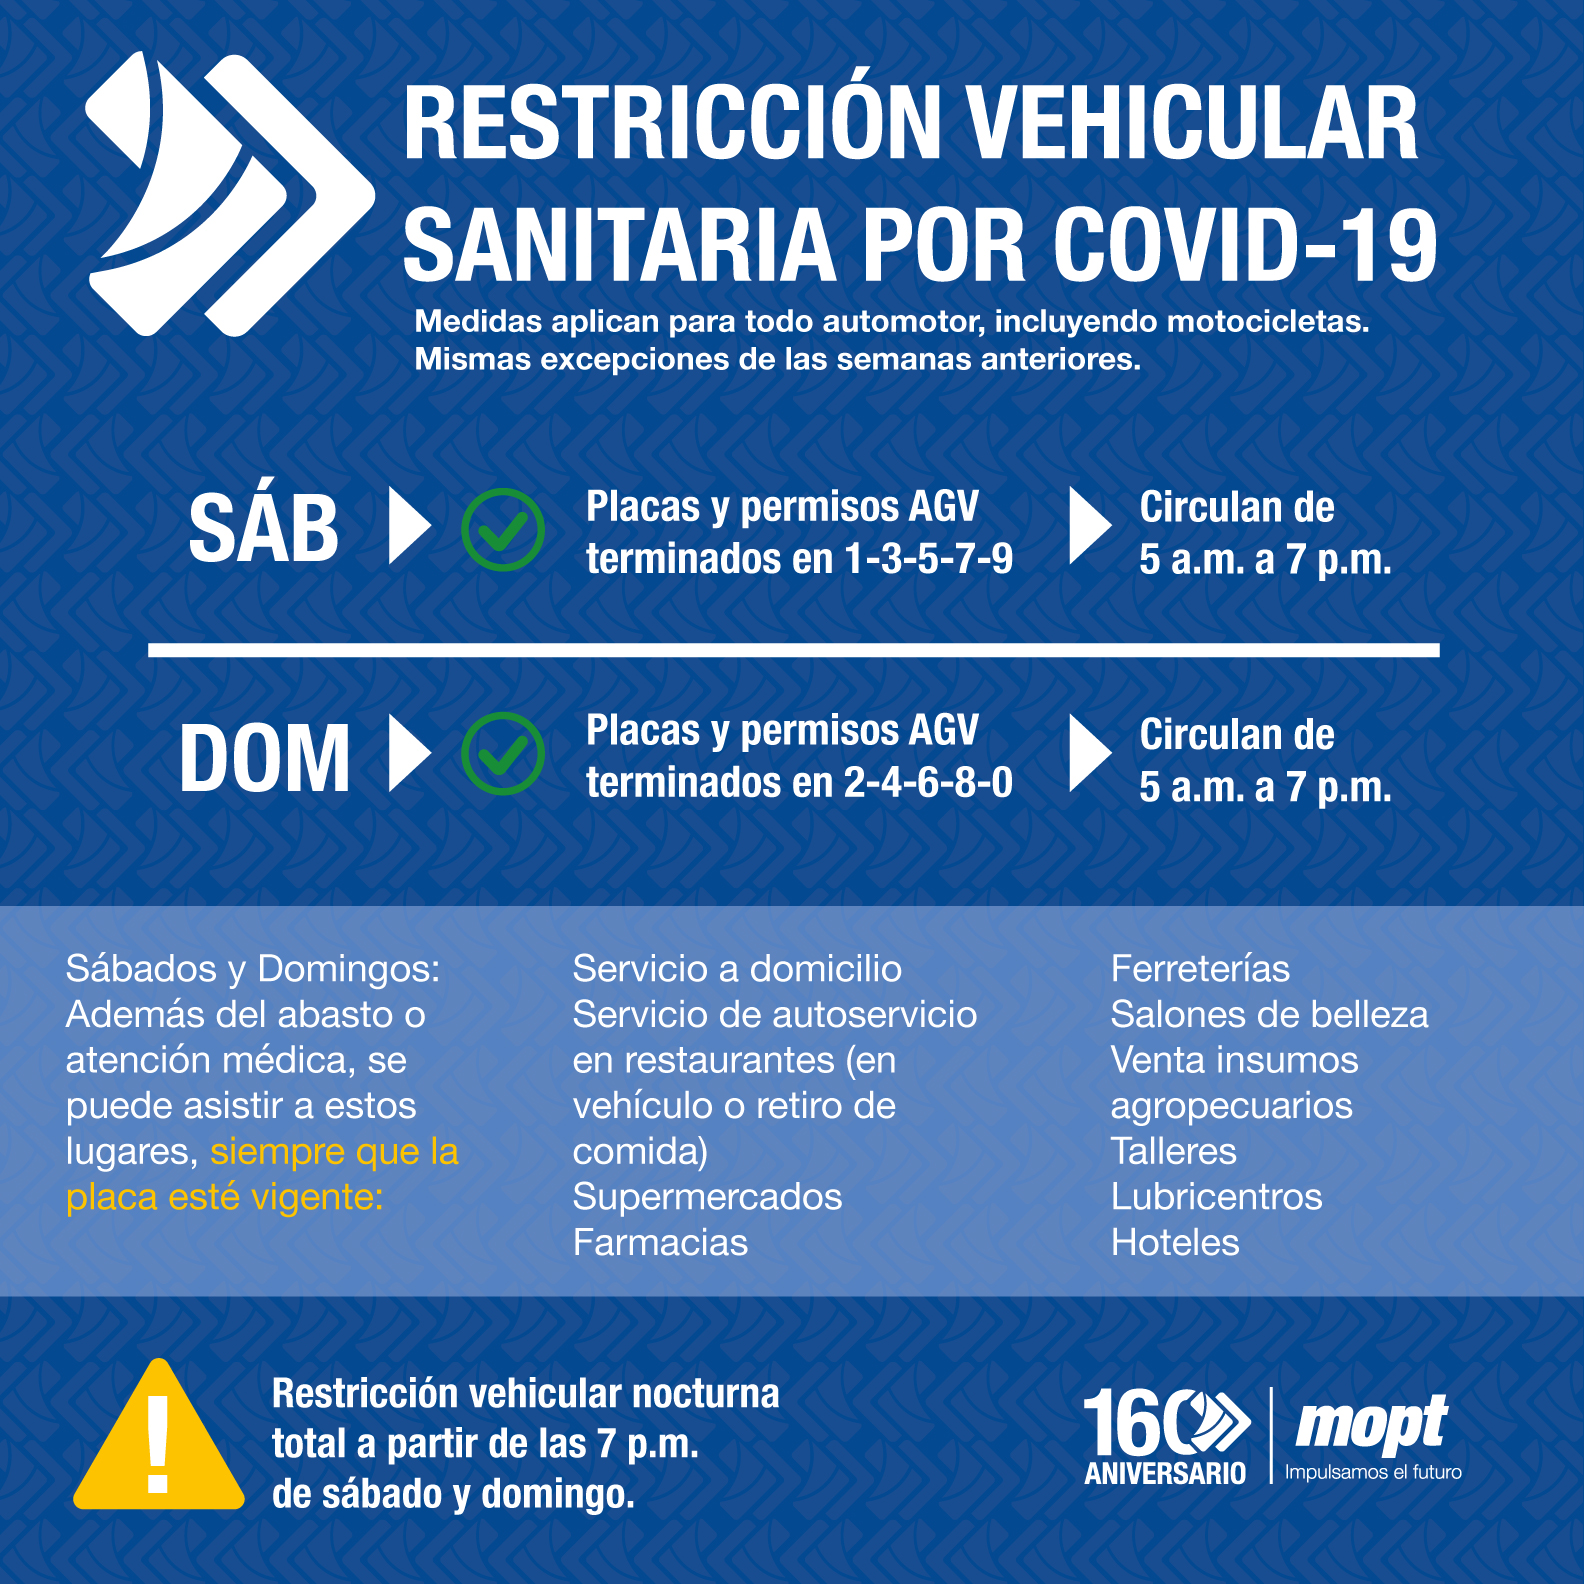 RESTRICCIÓN VEHICULAR
SANITARIA POR COVID-19
Medidas aplican para todo automotor, incluyendo motocicletas.
Mismas excepciones de las semanas anteriores.
SÁB
Placas y permisos AGV
terminados en 1-3-5-7-9
Circulan de
5 a.m. a 7 p.m.
DOM
Placas y permisos AGV
terminados en 2-4-6-8-0
Circulan de
5 a.m. a 7 p.m.
Sábados y Domingos:
Además del abasto o
atención médica, se
puede asistir a estos
lugares, siempre que la
placa esté vigente:
Servicio a domicilio
Servicio de autoservicio
en restaurantes (en
vehículo o retiro de
comida)
Supermercados
Farmacias
Ferreterías
Salones de belleza
Venta insumos
agropecuarios
Talleres
Lubricentros
Hoteles
!
Restricción vehicular nocturna
total a partir de las 7 p.m.
de sábado y domingo.
160
ANIVERSARIO
mopt
Impulsamos el futuro